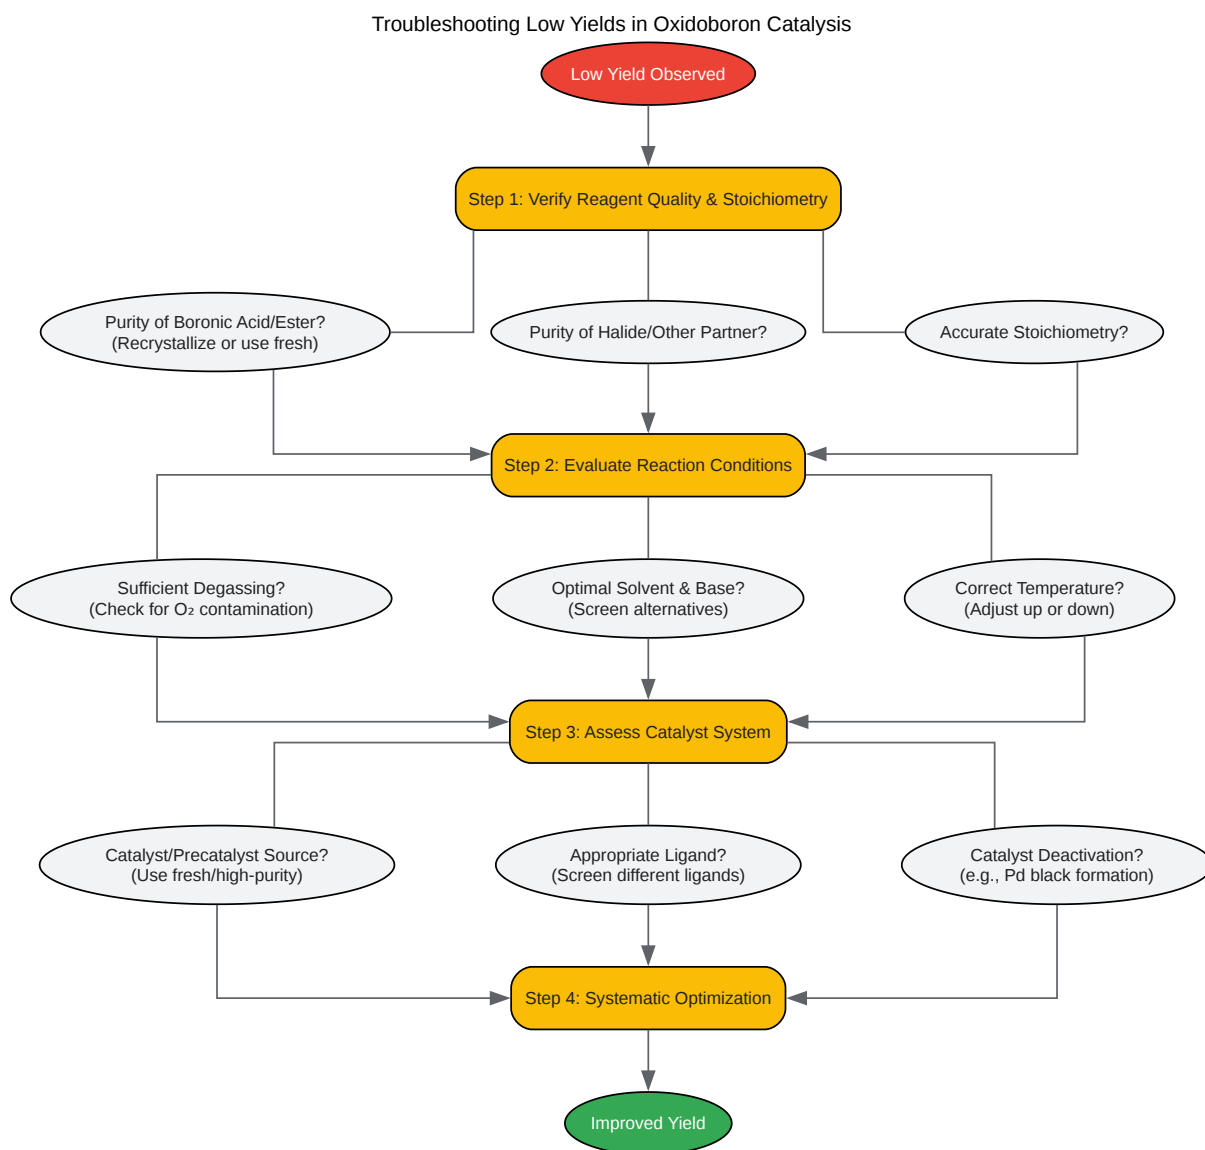 Troubleshooting Low Yields in Oxidoboron Catalysis
Low Yield Observed
Step 1: Verify Reagent Quality & Stoichiometry
Purity of Boronic Acid/Ester?
(Recrystallize or use fresh)
Purity of Halide/Other Partner?
Accurate Stoichiometry?
Step 2: Evaluate Reaction Conditions
Sufficient Degassing?
(Check for O₂ contamination)
Optimal Solvent & Base?
(Screen alternatives)
Correct Temperature?
(Adjust up or down)
Step 3: Assess Catalyst System
Catalyst/Precatalyst Source?
(Use fresh/high-purity)
Appropriate Ligand?
(Screen different ligands)
Catalyst Deactivation?
(e.g., Pd black formation)
Step 4: Systematic Optimization
Improved Yield